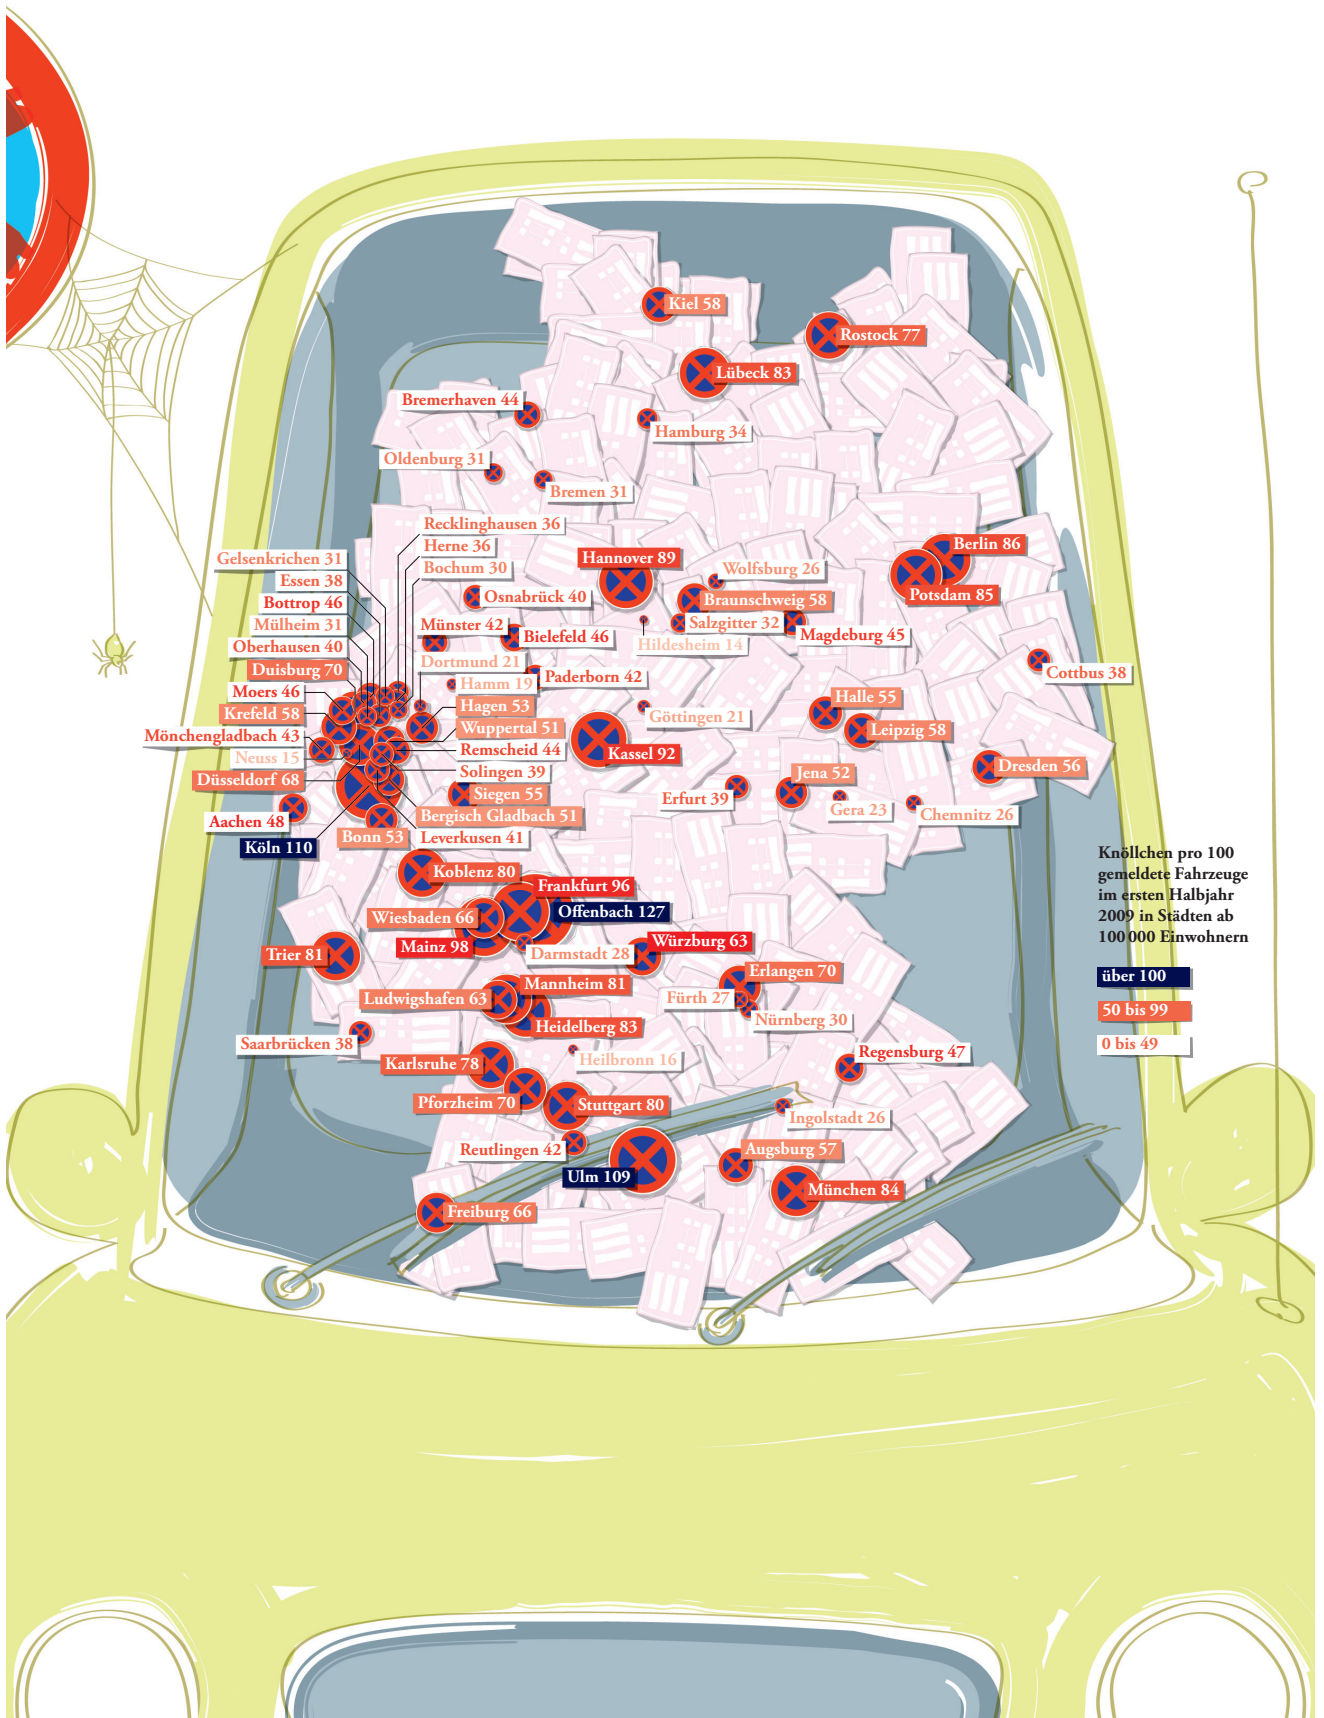 Kiel 58
Rostock 77
Lübeck 83
Bremerhaven 44
Hamburg 34
Oldenburg 31
Bremen 31
Recklinghausen 36
Herne 36
Bochum 30
Gelsenkrichen 31
Essen 38
Bottrop 46
Mülheim 31
Oberhausen 40
Duisburg 70
Moers 46
Krefeld 58
Mönchengladbach 43
Neuss 15
Düsseldorf 68
Aachen 48
Köln 110
Hannover 89
Wolfsburg 26
Berlin 86
Potsdam 85
Osnabrück 40
Braunschweig 58
Salzgitter 32
Magdeburg 45
Münster 42
Bielefeld 46
Hildesheim 14
Dortmund 21
Hamm 19
Paderborn 42
Cottbus 38
Hagen 53
Göttingen 21
Halle 55
Leipzig 58
Wuppertal 51
Remscheid 44
Kassel 92
Solingen 39
Dresden 56
Siegen 55
Jena 52
Erfurt 39
Gera 23
Chemnitz 26
Bergisch Gladbach 51
Bonn 53
Leverkusen 41
Koblenz 80
Frankfurt 96
Wiesbaden 66
Offenbach 127
Mainz 98
Würzburg 63
Darmstadt 28
Trier 81
Erlangen 70
Mannheim 81
Ludwigshafen 63
Fürth 27
Nürnberg 30
Heidelberg 83
Saarbrücken 38
Heilbronn 16
Regensburg 47
Karlsruhe 78
Pforzheim 70
Stuttgart 80
Ingolstadt 26
Reutlingen 42
Augsburg 57
Ulm 109
München 84
Freiburg 66
Knöllchen pro 100
gemeldete Fahrzeuge
im ersten Halbjahr
2009 in Städten ab
100 000 Einwohnern
über 100
50 bis 99
0 bis 49